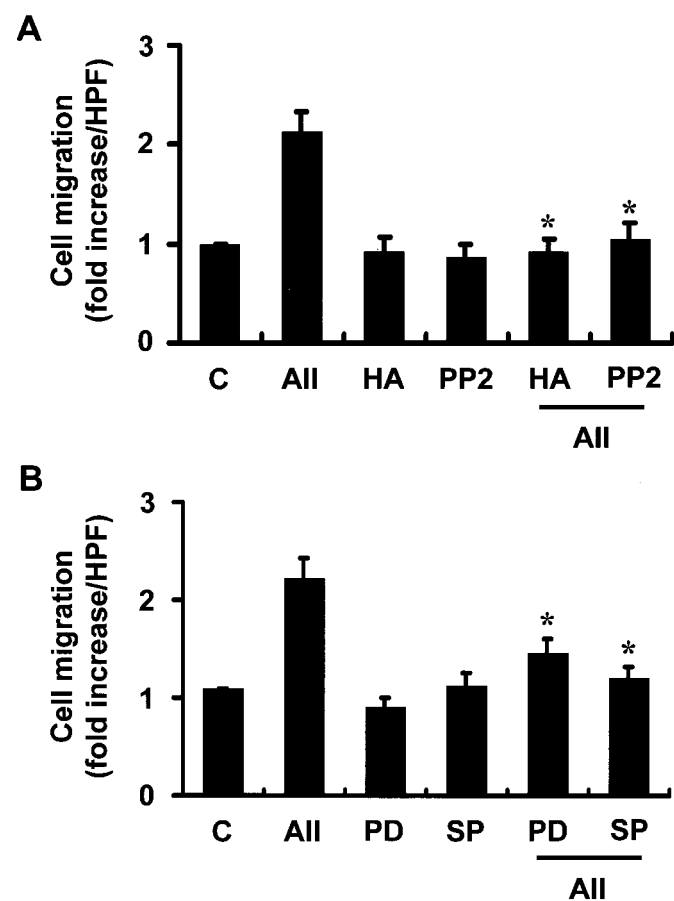 A
Cell migration
(fold increase/HPF)
3
2
1
0
*
*
C AII HA PP2 HA PP2
AII
B
Cell migration
(fold increase/HPF)
3
2
1
0
*
*
C AII PD SP PD SP
AII